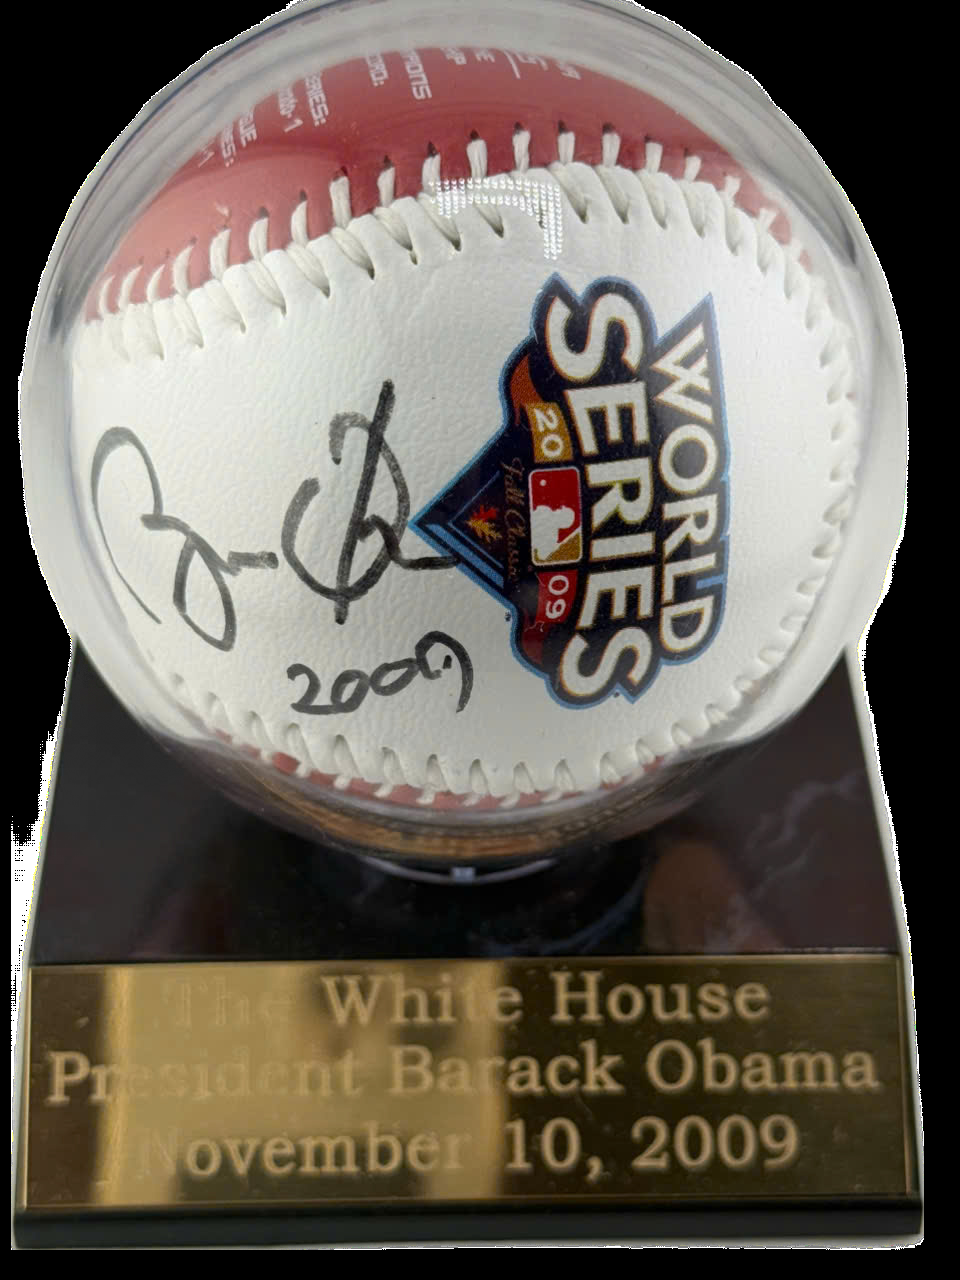 WORLD
SERIES
20 09
Fall Classic
2009
The White House
President Barack Obama
November 10, 2009